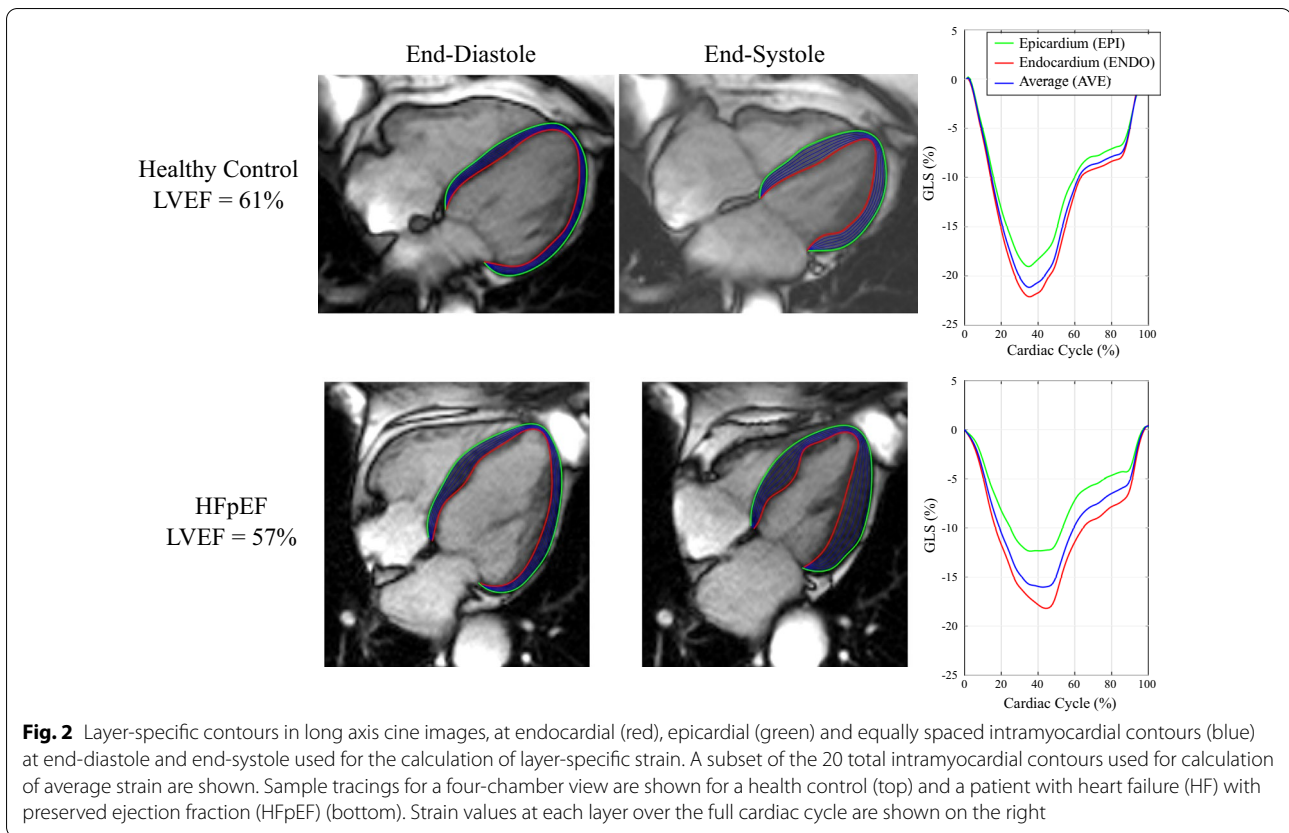 End-Diastole
End-Systole
Healthy Control
LVEF = 61%
5
0
-5
-10
-15
-20
-25
GLS (%)
Epicardium (EPI)
Endocardium (ENDO)
Average (AVE)
0 20 40 60 80 100
Cardiac Cycle (%)
HFpEF
LVEF = 57%
5
0
-5
-10
-15
-20
-25
GLS (%)
0 20 40 60 80 100
Cardiac Cycle (%)
Fig. 2 Layer-specific contours in long axis cine images, at endocardial (red), epicardial (green) and equally spaced intramyocardial contours (blue)
at end-diastole and end-systole used for the calculation of layer-specific strain. A subset of the 20 total intramyocardial contours used for calculation
of average strain are shown. Sample tracings for a four-chamber view are shown for a health control (top) and a patient with heart failure (HF) with
preserved ejection fraction (HFpEF) (bottom). Strain values at each layer over the full cardiac cycle are shown on the right